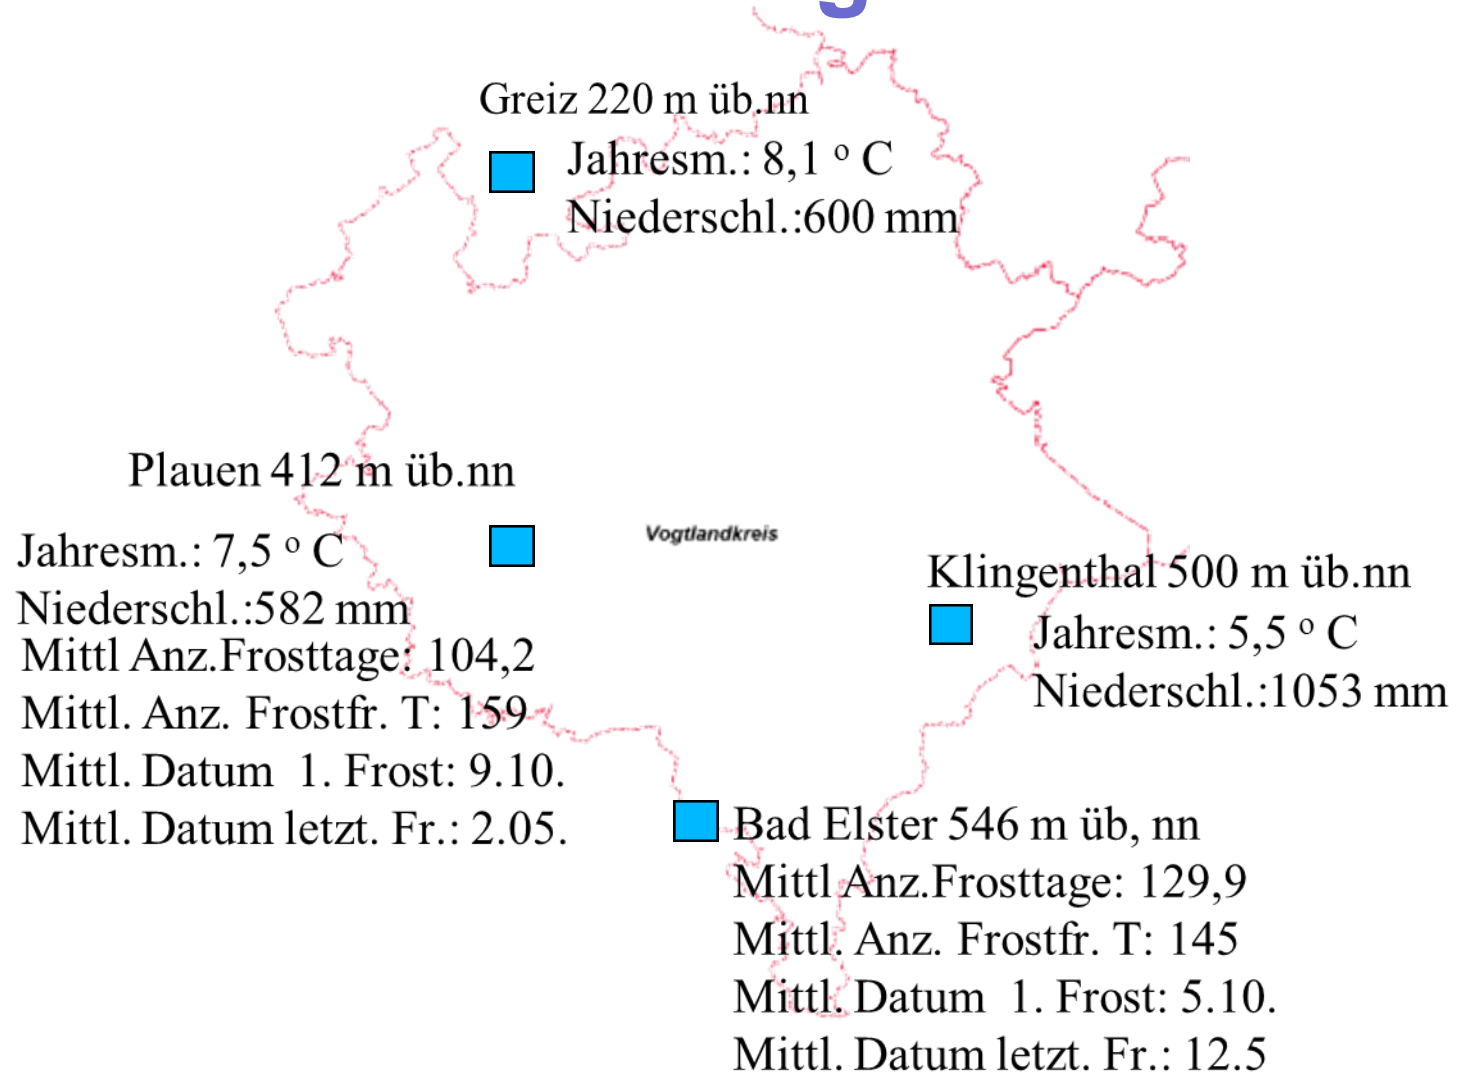 Greiz 220 m üb.nn
Jahresm.: 8,1 º C
Niederschl.:600 mm
Plauen 412 m üb.nn
Jahresm.: 7,5 º C
Niederschl.:582 mm
Mittl Anz.Frosttage: 104,2
Mittl. Anz. Frostfr. T: 159
Mittl. Datum 1. Frost: 9.10.
Mittl. Datum letzt. Fr.: 2.05.
Vogtlandkreis
Klingenthal 500 m üb.nn
Jahresm.: 5,5 º C
Niederschl.:1053 mm
Bad Elster 546 m üb, nn
Mittl Anz.Frosttage: 129,9
Mittl. Anz. Frostfr. T: 145
Mittl. Datum 1. Frost: 5.10.
Mittl. Datum letzt. Fr.: 12.5